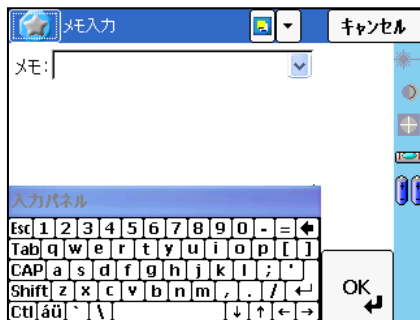 メモ入力
キャンセル
メモ:
入力パネル
Esc 1 2 3 4 5 6 7 8 9 0 - =
Tab q w e r t y u i o p [ ]
CAP a s d f g h j k l ; '
Shift z x c v b n m , . / ↵
Ctl áü ` \ ↓ ↑ ← →
OK